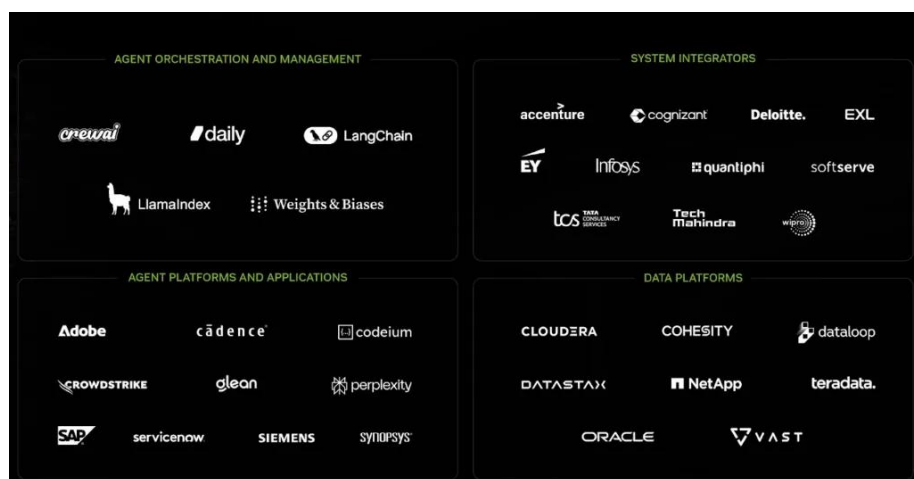 AGENT ORCHESTRATION AND MANAGEMENT
crewai daily LangChain
LlamaIndex Weights & Biases
SYSTEM INTEGRATORS
accenture cognizant Deloitte. EXL
EY Infosys quantiphi softserve
tcs TATA CONSULTANCY SERVICES Tech Mahindra wipro
AGENT PLATFORMS AND APPLICATIONS
Adobe cādence codeium
CROWDSTRIKE glean perplexity
SAP servicenow SIEMENS SYNOPSYS
DATA PLATFORMS
CLOUDERA COHESITY dataloop
DATASTAX NetApp teradata.
ORACLE VAST